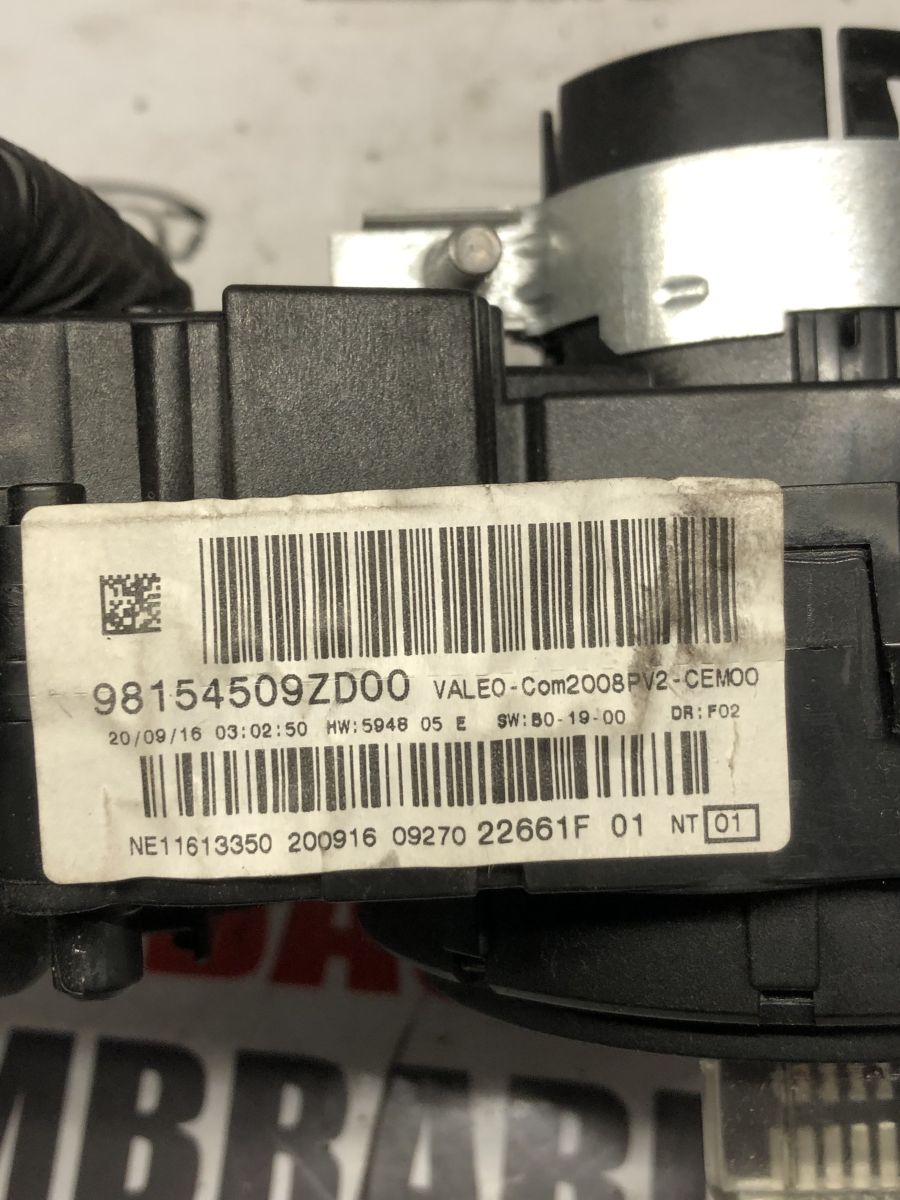 98154509ZD00 VALEO-Com2008PV2-CEM00
20/09/16 03:02:50 HW:5948 05 E SW:B0-19-00 DR:F02
NE11613350 200916 09270 22661F 01 NT 01